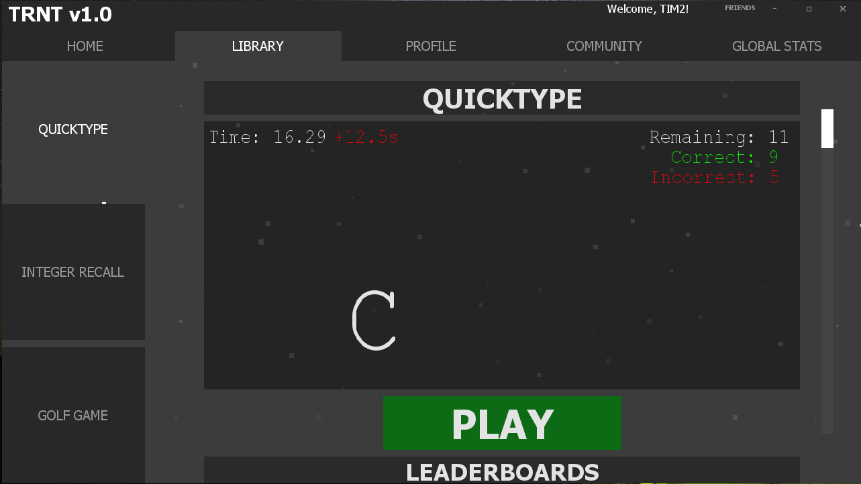 TRNT v1.0
Welcome, TIM2!
FRIENDS
HOME
LIBRARY
PROFILE
COMMUNITY
GLOBAL STATS
QUICKTYPE
INTEGER RECALL
GOLF GAME
QUICKTYPE
Time: 16.29 +12.5s
Remaining: 11
Correct: 9
Incorrect: 5
C
PLAY
LEADERBOARDS